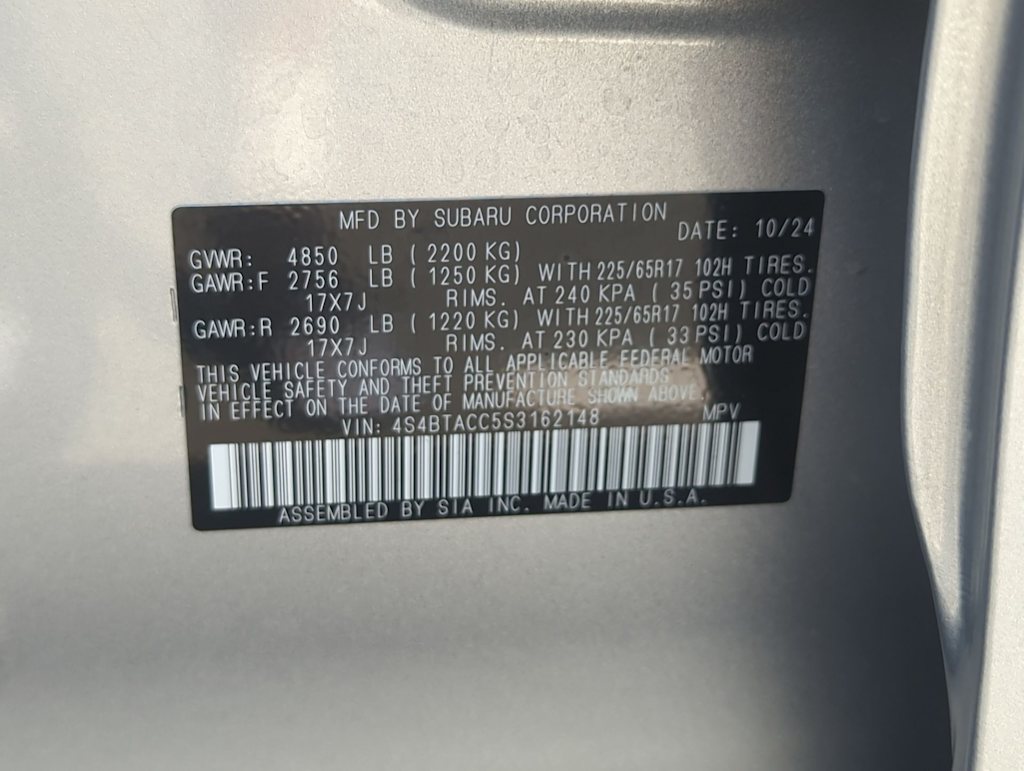 MFD BY SUBARU CORPORATION
DATE: 10/24
GVWR: 4850 LB ( 2200 KG)
GAWR:F 2756 LB ( 1250 KG) WITH 225/65R17 102H TIRES.
17X7J RIMS. AT 240 KPA ( 35 PSI) COLD
GAWR:R 2690 LB ( 1220 KG) WITH 225/65R17 102H TIRES.
17X7J RIMS. AT 230 KPA ( 33 PSI) COLD
THIS VEHICLE CONFORMS TO ALL APPLICABLE FEDERAL MOTOR
VEHICLE SAFETY AND THEFT PREVENTION STANDARDS
IN EFFECT ON THE DATE OF MANUFACTURE SHOWN ABOVE.
VIN: 4S4BTACC5S3162148 MPV
ASSEMBLED BY SIA INC. MADE IN U.S.A.